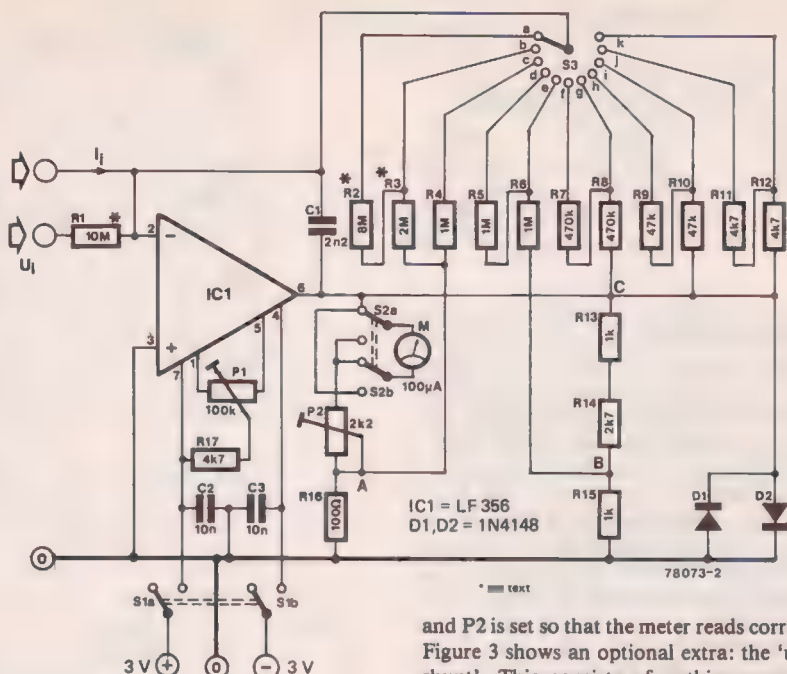 a
b
c
d
e
f
g
h
i
j
k
S3
I i
U i
R1
*
10M
2
−
3
+
IC1
6
7
1
5
4
C1
2n2
*
R2
8M
*
R3
2M
R4
1M
R5
1M
R6
1M
R7
470k
R8
470k
R9
47k
R10
47k
R11
4k7
R12
4k7
C
S2a
M
100µA
S2b
P1
100k
R17
4k7
C2
10n
C3
10n
P2
2k2
A
R16
100Ω
R13
1k
R14
2k7
B
R15
1k
D1
D2
IC1 = LF 356
D1,D2 = 1N4148
78073-2
* = text
0
S1a
S1b
3 V +
0
− 3 V
and P2 is set so that the meter reads corr
Figure 3 shows an optional extra: the 'u